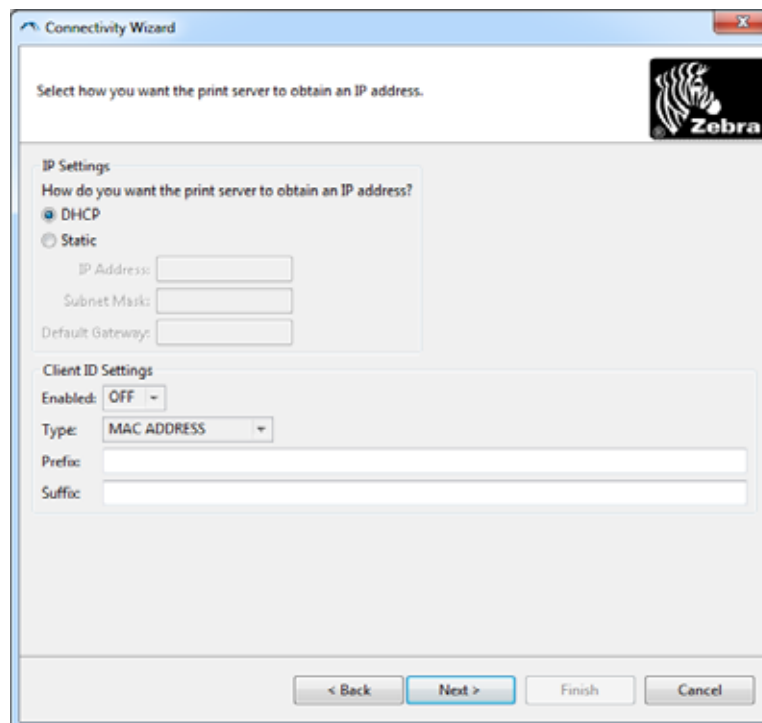 Connectivity Wizard
Select how you want the print server to obtain an IP address.
® Zebra
IP Settings
How do you want the print server to obtain an IP address?
DHCP
Static
IP Address:
Subnet Mask:
Default Gateway:
Client ID Settings
Enabled: OFF
Type: MAC ADDRESS
Prefix:
Suffix:
< Back Next > Finish Cancel